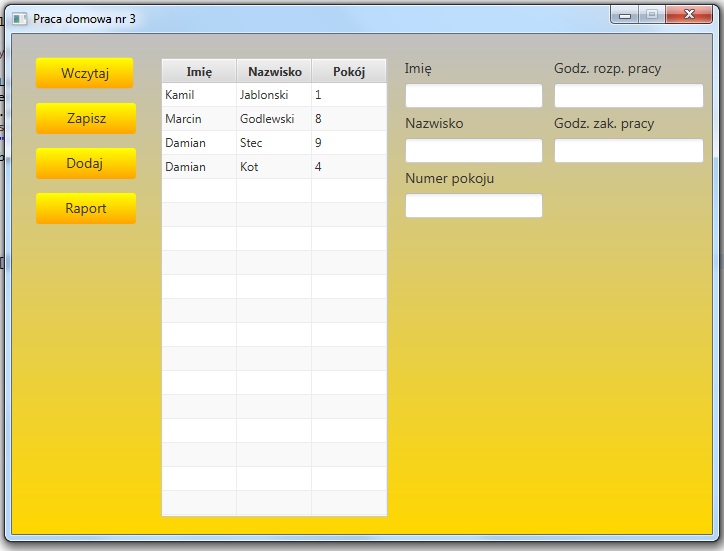 Praca domowa nr 3
Wczytaj
Zapisz
Dodaj
Raport
Imię Nazwisko Pokój
Kamil Jablonski 1
Marcin Godlewski 8
Damian Stec 9
Damian Kot 4
Imię Godz. rozp. pracy
Nazwisko Godz. zak. pracy
Numer pokoju